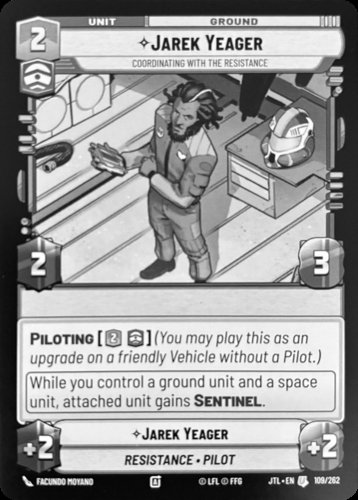 UNIT GROUND
2 ✧JAREK YEAGER
COORDINATING WITH THE RESISTANCE
2 3
PILOTING [2] (You may play this as an
upgrade on a friendly Vehicle without a Pilot.)
While you control a ground unit and a space
unit, attached unit gains SENTINEL.
✧JAREK YEAGER
+2 +2
RESISTANCE • PILOT
FACUNDO MOYANO © LFL © FFG JTL • EN U 109/262